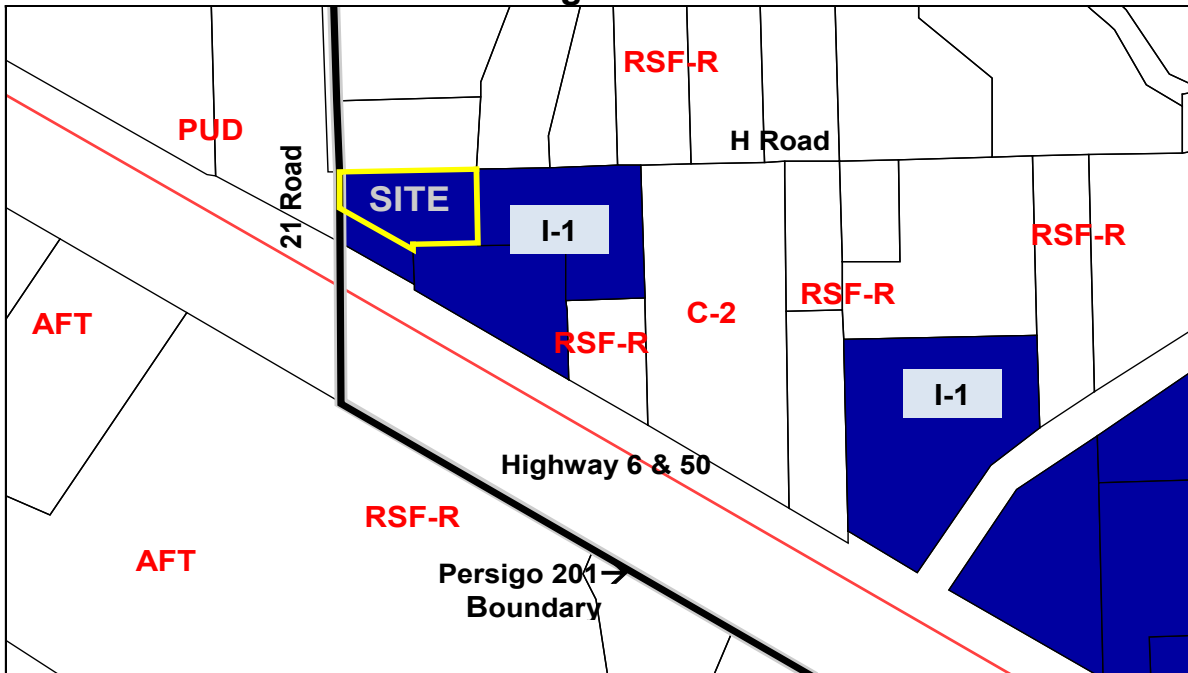 RSF-R
PUD
H Road
21 Road
SITE
I-1
RSF-R
RSF-R
AFT
C-2
RSF-R
I-1
Highway 6 & 50
RSF-R
AFT
Persigo 201→
Boundary